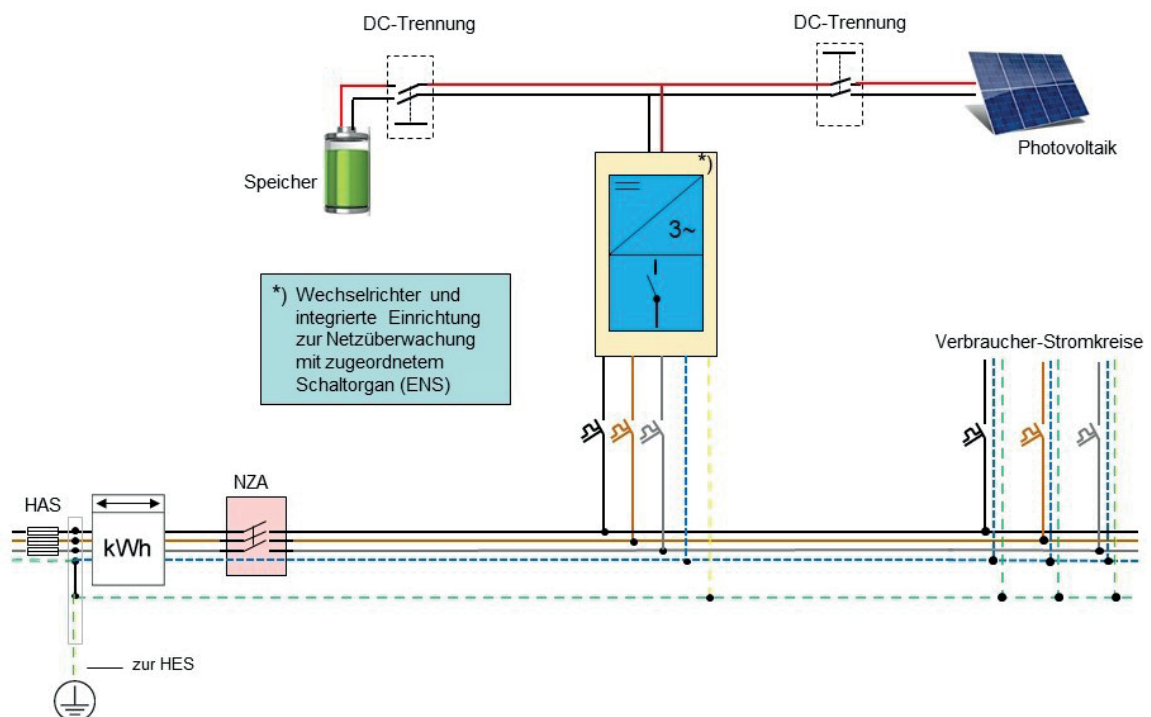 DC-Trennung
DC-Trennung
Speicher
Photovoltaik
*)
3~
*) Wechselrichter und
integrierte Einrichtung
zur Netzüberwachung
mit zugeordnetem
Schaltorgan (ENS)
Verbraucher-Stromkreise
HAS
NZA
kWh
zur HES